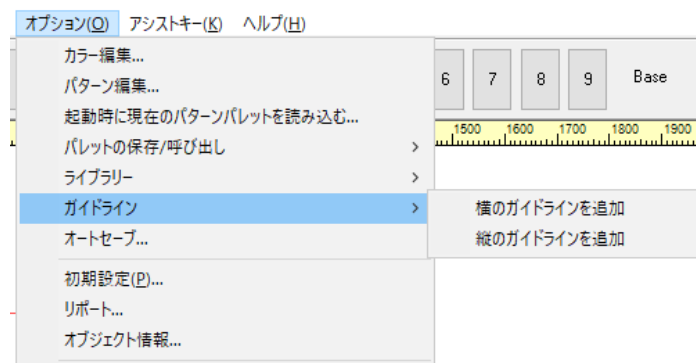 オプション(O) アシストキー(K) ヘルプ(H)
カラー編集...
パターン編集...
6 7 8 9 Base
起動時に現在のパターンパレットを読み込む...
1500 1600 1700 1800 1900
パレットの保存/呼び出し >
ライブラリー >
ガイドライン > 横のガイドラインを追加
オートセーブ... 縦のガイドラインを追加
初期設定(P)...
リポート...
オブジェクト情報...